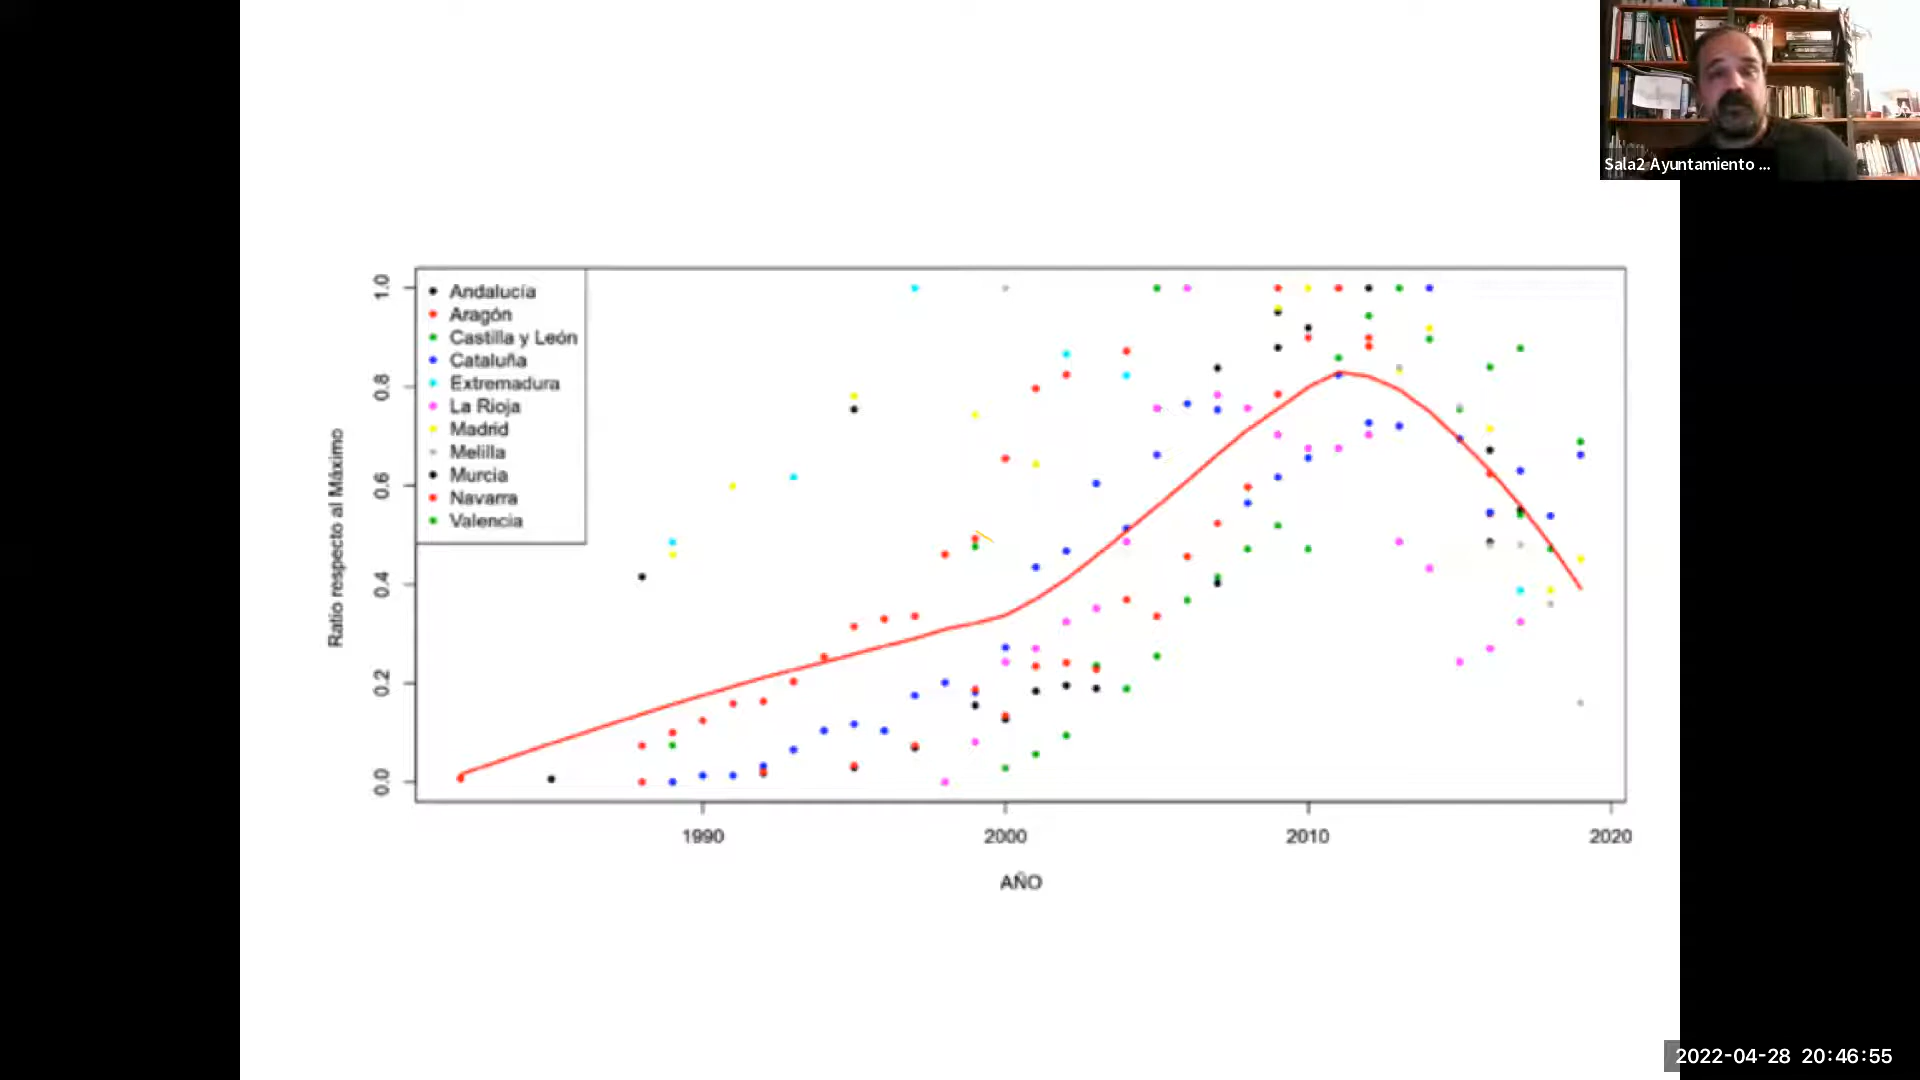 Sala2 Ayuntamiento ...
Andalucía
Aragón
Castilla y León
Cataluña
Extremadura
La Rioja
Madrid
Melilla
Murcia
Navarra
Valencia
Ratio respecto al Máximo
1.0
0.8
0.6
0.4
0.2
0.0
1990 2000 2010 2020
AÑO
2022-04-28 20:46:55